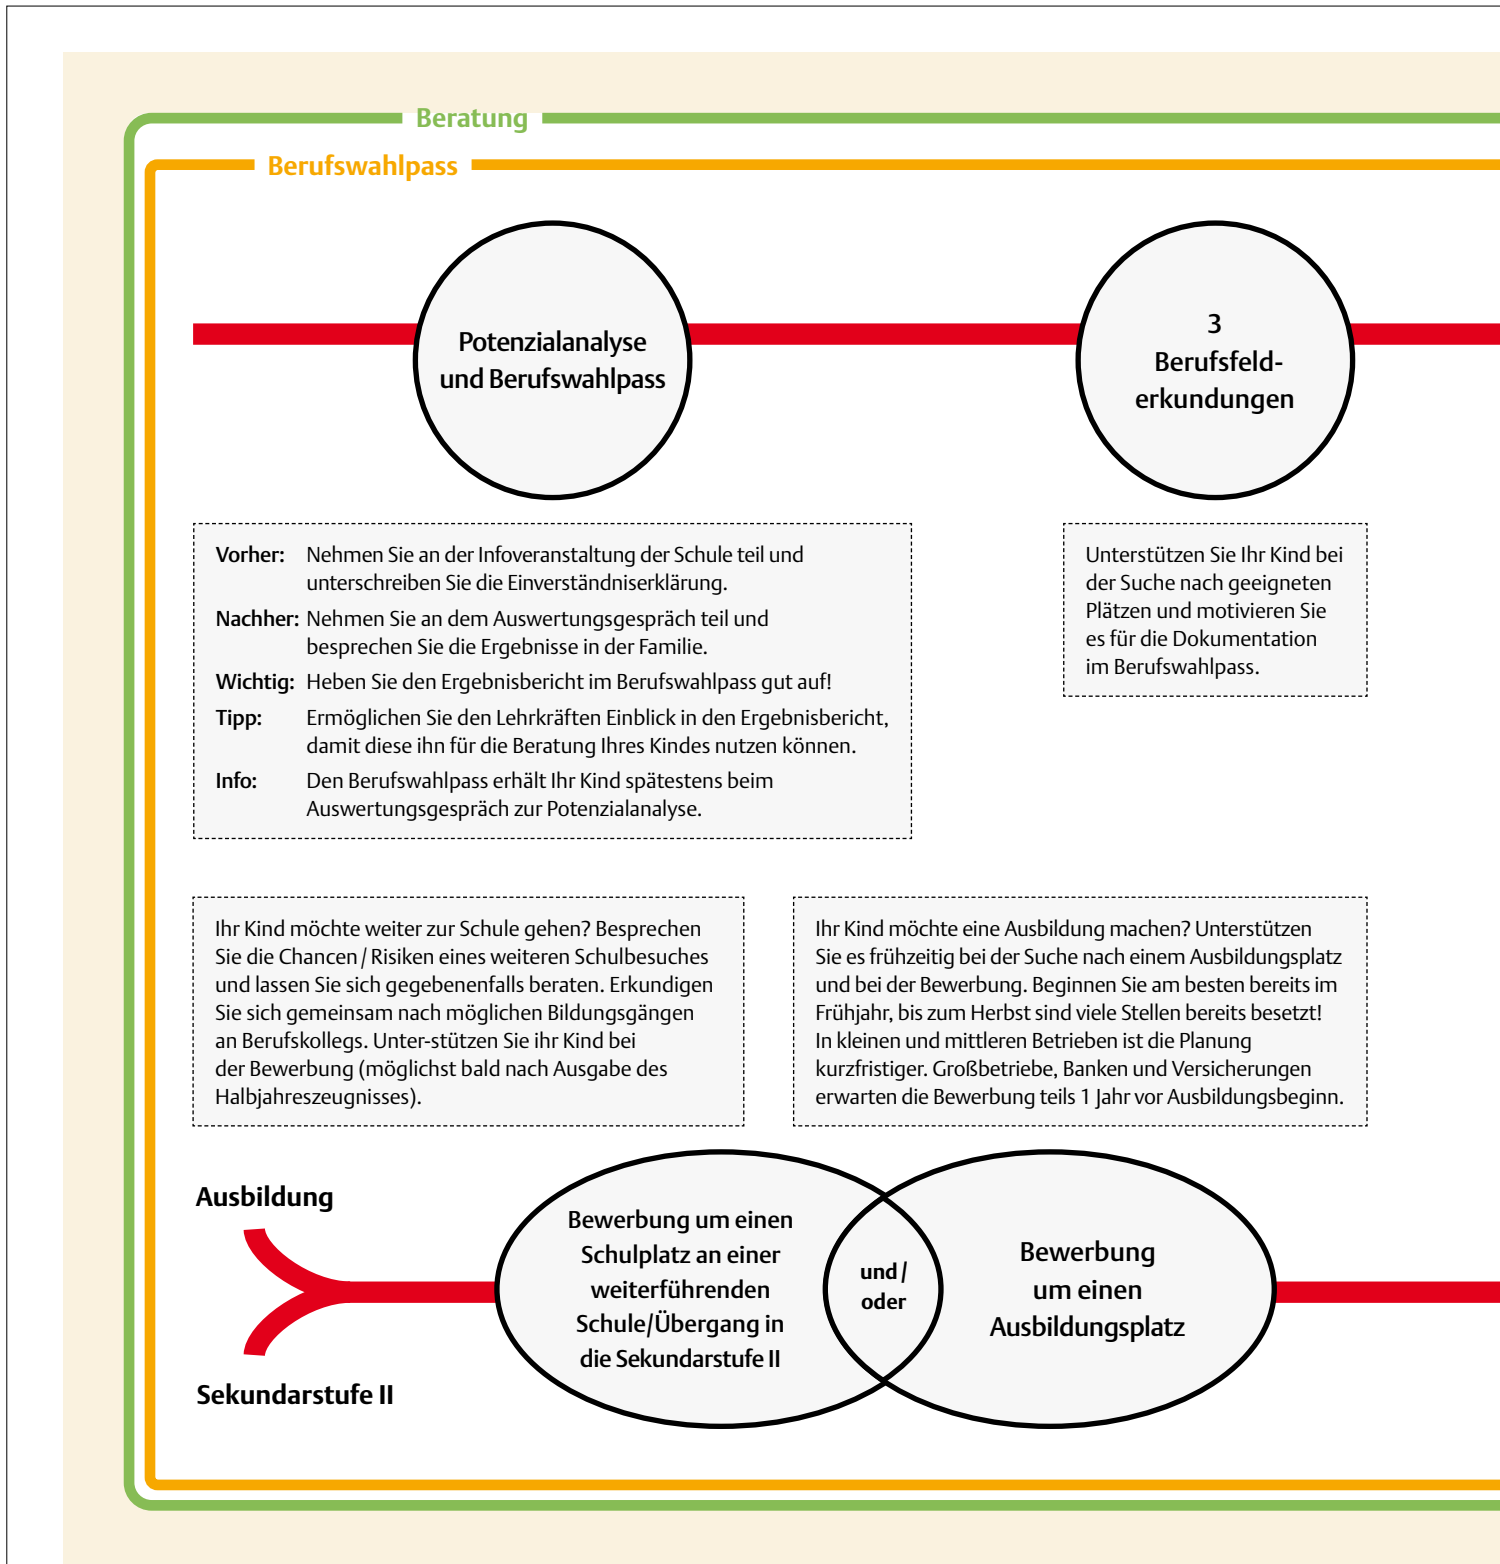 Beratung
Berufswahlpass
Potenzialanalyse
und Berufswahlpass
3
Berufsfeld-
erkundungen
Vorher: Nehmen Sie an der Infoveranstaltung der Schule teil und
unterschreiben Sie die Einverständniserklärung.
Nachher: Nehmen Sie an dem Auswertungsgespräch teil und
besprechen Sie die Ergebnisse in der Familie.
Wichtig: Heben Sie den Ergebnisbericht im Berufswahlpass gut auf!
Tipp: Ermöglichen Sie den Lehrkräften Einblick in den Ergebnisbericht,
damit diese ihn für die Beratung Ihres Kindes nutzen können.
Info: Den Berufswahlpass erhält Ihr Kind spätestens beim
Auswertungsgespräch zur Potenzialanalyse.
Unterstützen Sie Ihr Kind bei
der Suche nach geeigneten
Plätzen und motivieren Sie
es für die Dokumentation
im Berufswahlpass.
Ihr Kind möchte weiter zur Schule gehen? Besprechen
Sie die Chancen / Risiken eines weiteren Schulbesuches
und lassen Sie sich gegebenenfalls beraten. Erkundigen
Sie sich gemeinsam nach möglichen Bildungsgängen
an Berufskollegs. Unter-stützen Sie ihr Kind bei
der Bewerbung (möglichst bald nach Ausgabe des
Halbjahreszeugnisses).
Ihr Kind möchte eine Ausbildung machen? Unterstützen
Sie es frühzeitig bei der Suche nach einem Ausbildungsplatz
und bei der Bewerbung. Beginnen Sie am besten bereits im
Frühjahr, bis zum Herbst sind viele Stellen bereits besetzt!
In kleinen und mittleren Betrieben ist die Planung
kurzfristiger. Großbetriebe, Banken und Versicherungen
erwarten die Bewerbung teils 1 Jahr vor Ausbildungsbeginn.
Ausbildung
Sekundarstufe II
Bewerbung um einen
Schulplatz an einer
weiterführenden
Schule/Übergang in
die Sekundarstufe II
und /
oder
Bewerbung
um einen
Ausbildungsplatz